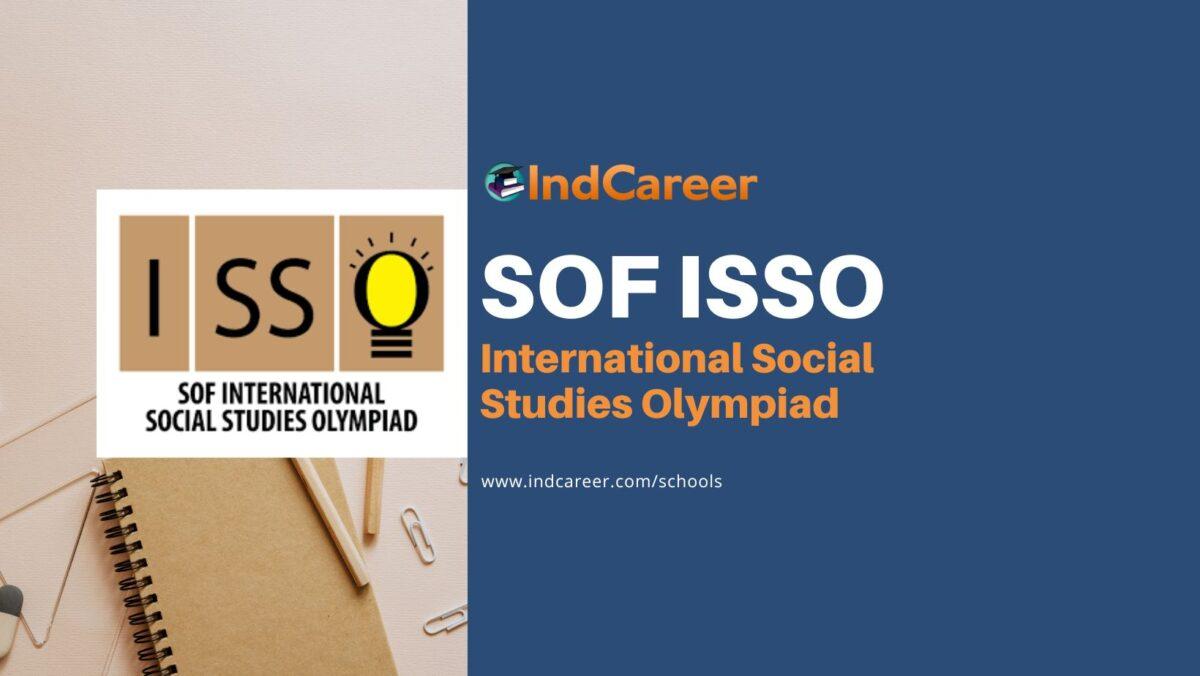 ISSO
SOF INTERNATIONAL
SOCIAL STUDIES OLYMPIAD
IndCareer
SOF ISSO
International Social
Studies Olympiad
www.indcareer.com/schools